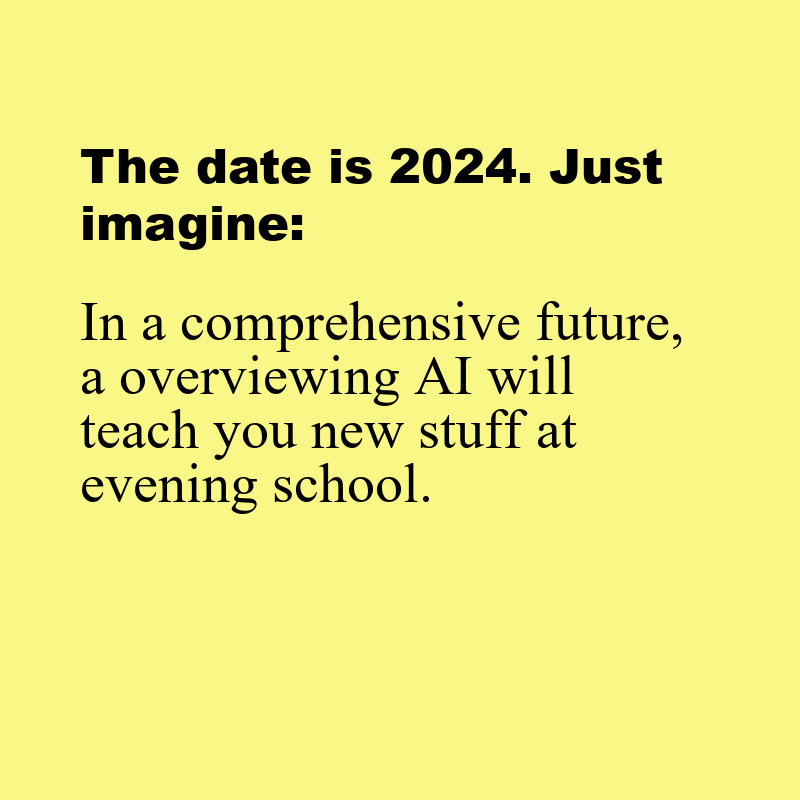 The date is 2024. Just
imagine:
In a comprehensive future,
a overviewing AI will
teach you new stuff at
evening school.